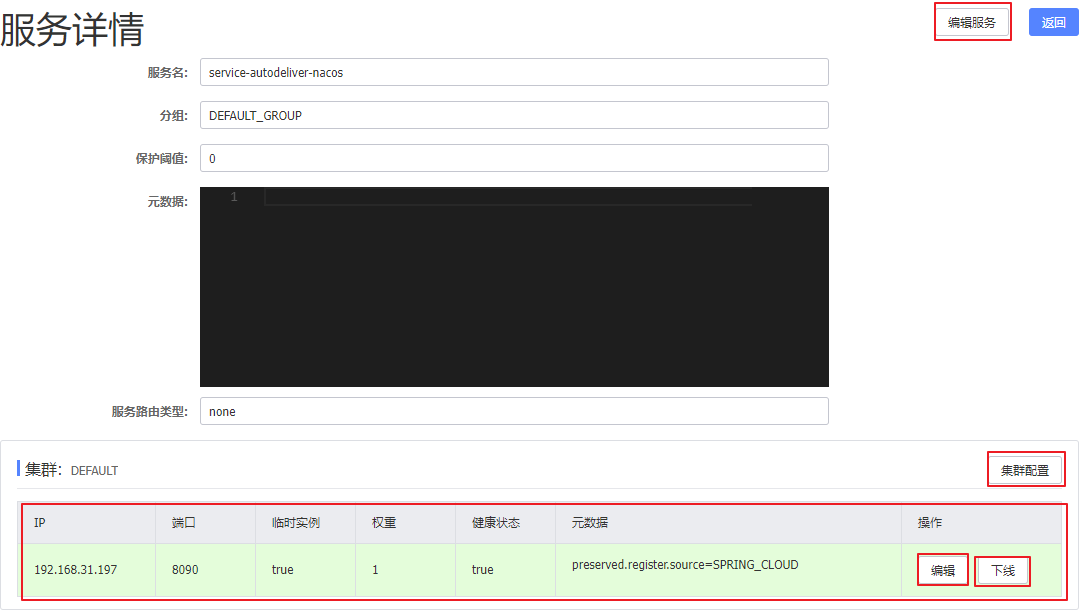 服务详情 编辑服务 返回
服务名: service-autodeliver-nacos
分组: DEFAULT_GROUP
保护阈值: 0
元数据: 1
服务路由类型: none
集群: DEFAULT 集群配置
IP 端口 临时实例 权重 健康状态 元数据 操作
192.168.31.197 8090 true 1 true preserved.register.source=SPRING_CLOUD 编辑 下线